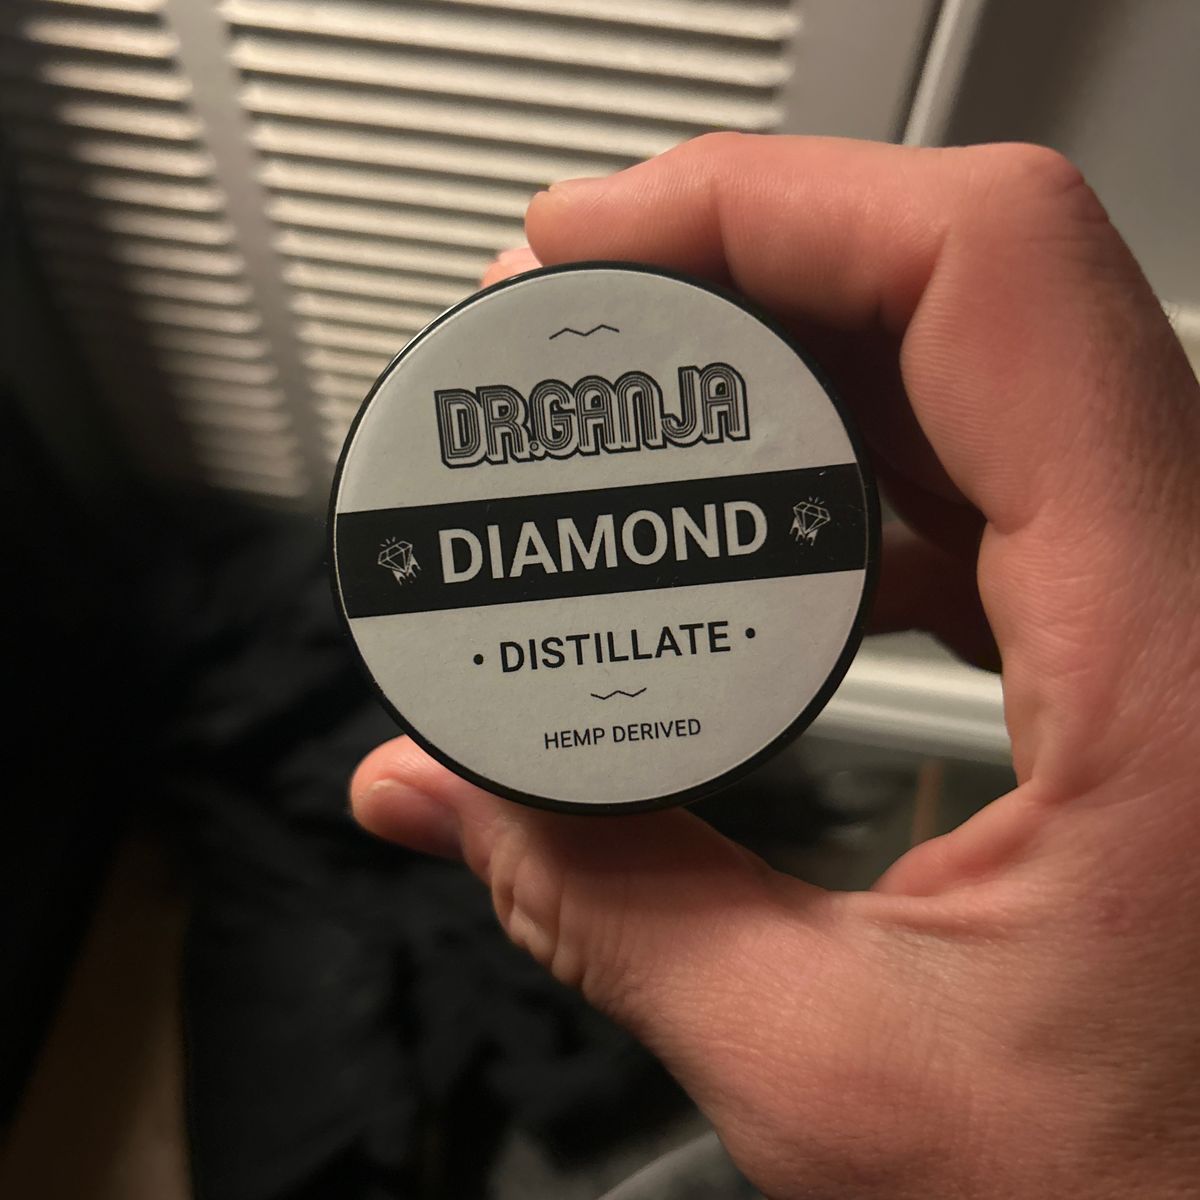 DR.GANJA
DIAMOND
• DISTILLATE •
HEMP DERIVED